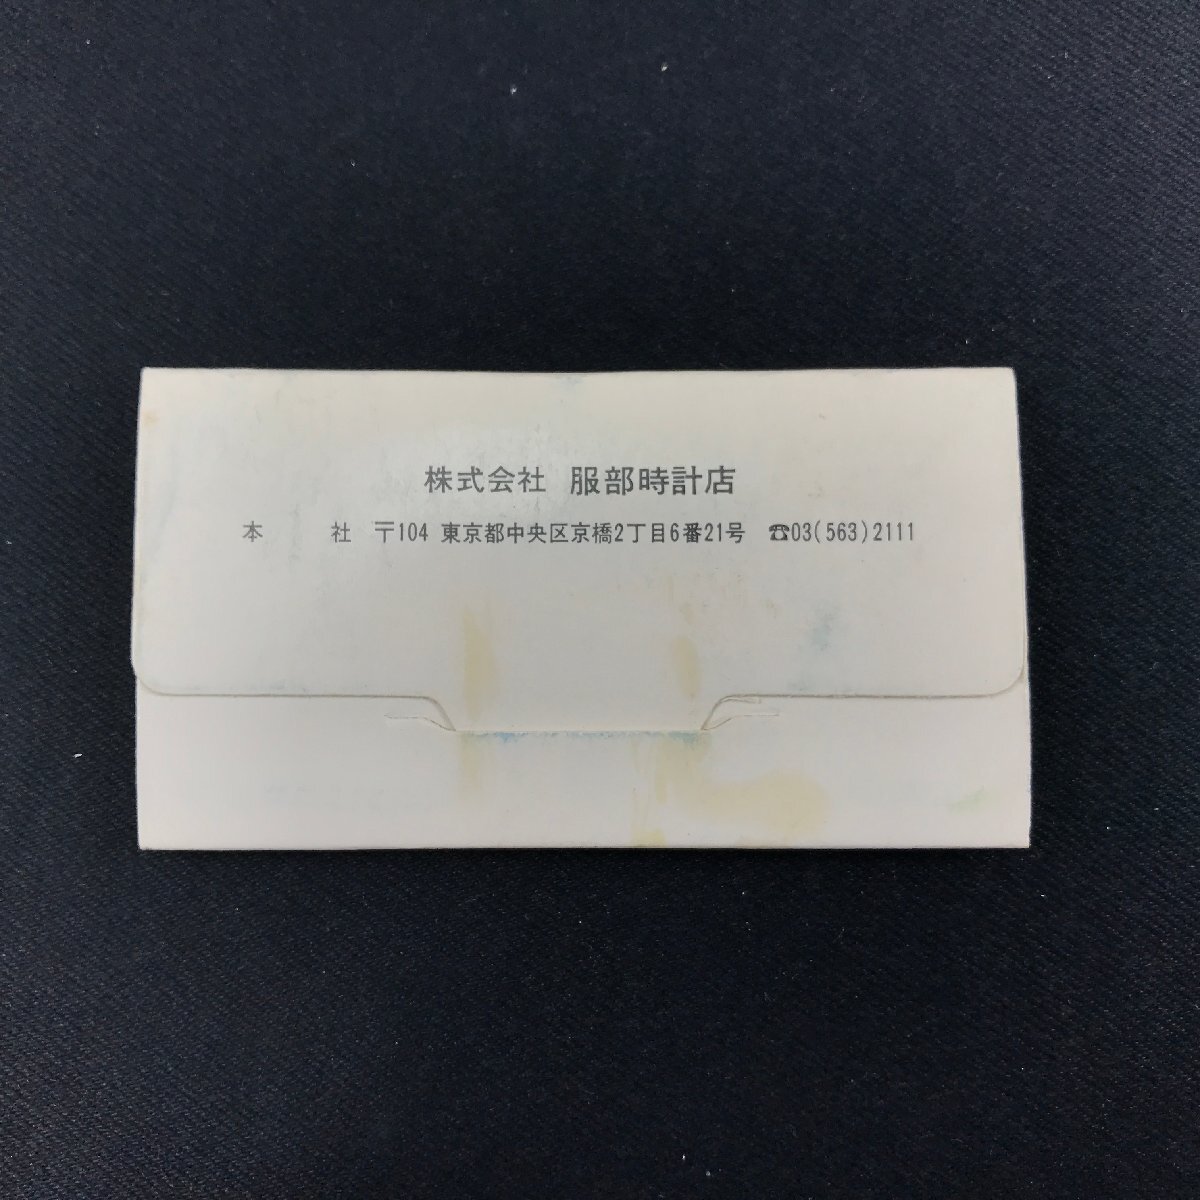 株式会社 服部時計店
本 社 〒104 東京都中央区京橋2丁目6番21号 ☎03(563)2111